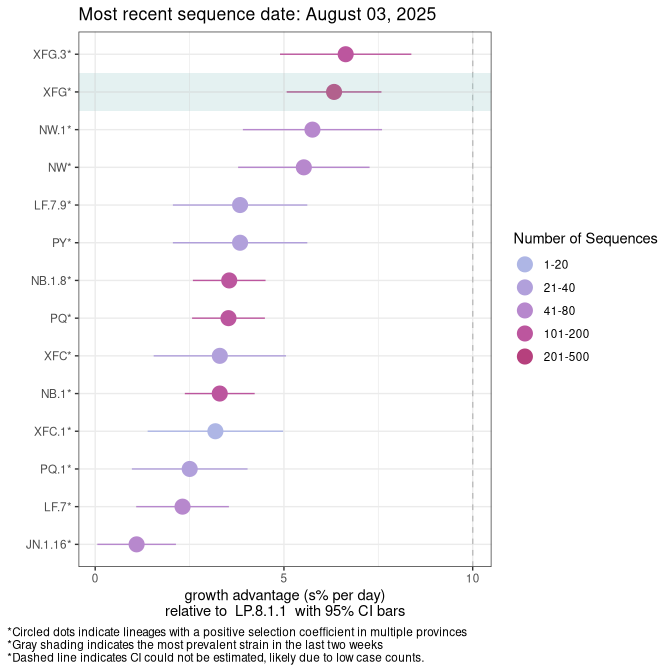 Most recent sequence date: August 03, 2025
XFG.3*
XFG*
NW.1*
NW*
LF.7.9*
PY*
NB.1.8*
PQ*
XFC*
NB.1*
XFC.1*
PQ.1*
LF.7*
JN.1.16*
0 5 10
growth advantage (s% per day)
relative to LP.8.1.1 with 95% CI bars
Number of Sequences
1-20
21-40
41-80
101-200
201-500
*Circled dots indicate lineages with a positive selection coefficient in multiple provinces
*Gray shading indicates the most prevalent strain in the last two weeks
*Dashed line indicates CI could not be estimated, likely due to low case counts.